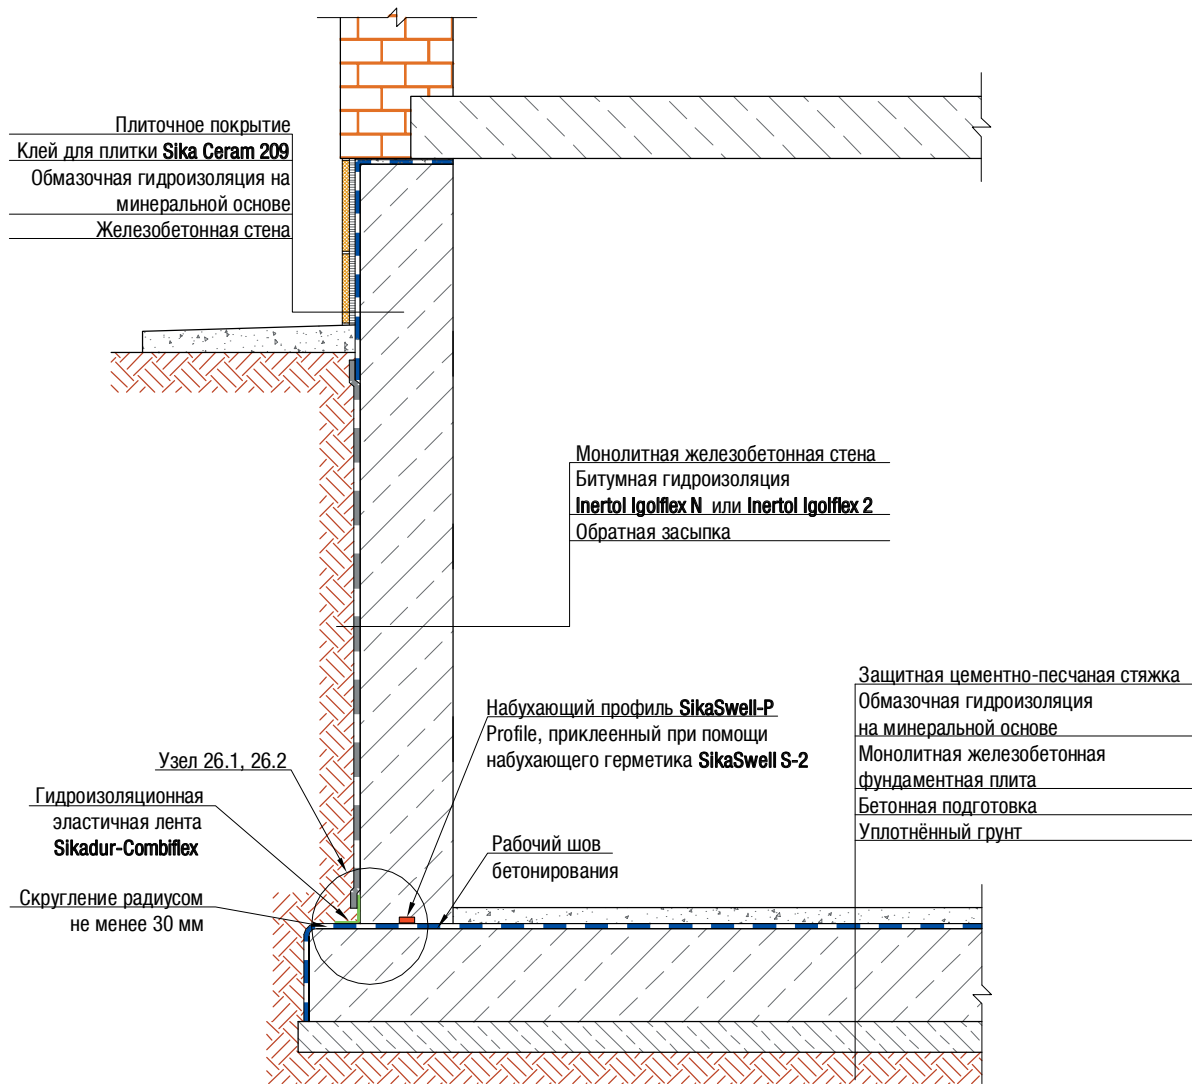 Плиточное покрытие
Клей для плитки Sika Ceram 209
Обмазочная гидроизоляция на
минеральной основе
Железобетонная стена
Монолитная железобетонная стена
Битумная гидроизоляция
Inertol Igolflex N или Inertol Igolflex 2
Обратная засыпка
Защитная цементно-песчаная стяжка
Обмазочная гидроизоляция
на минеральной основе
Монолитная железобетонная
фундаментная плита
Бетонная подготовка
Уплотнённый грунт
Набухающий профиль SikaSwell-P
Profile, приклеенный при помощи
набухающего герметика SikaSwell S-2
Узел 26.1, 26.2
Гидроизоляционная
эластичная лента
Sikadur-Combiflex
Рабочий шов
бетонирования
Скругление радиусом
не менее 30 мм